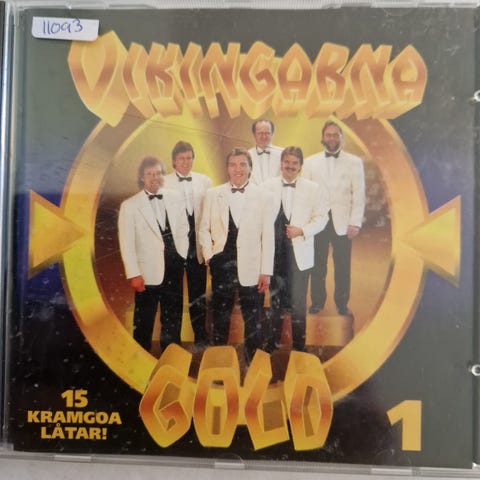 11093
VIKINGARNA
GOLD
15
KRAMGOA
LÅTAR!
1